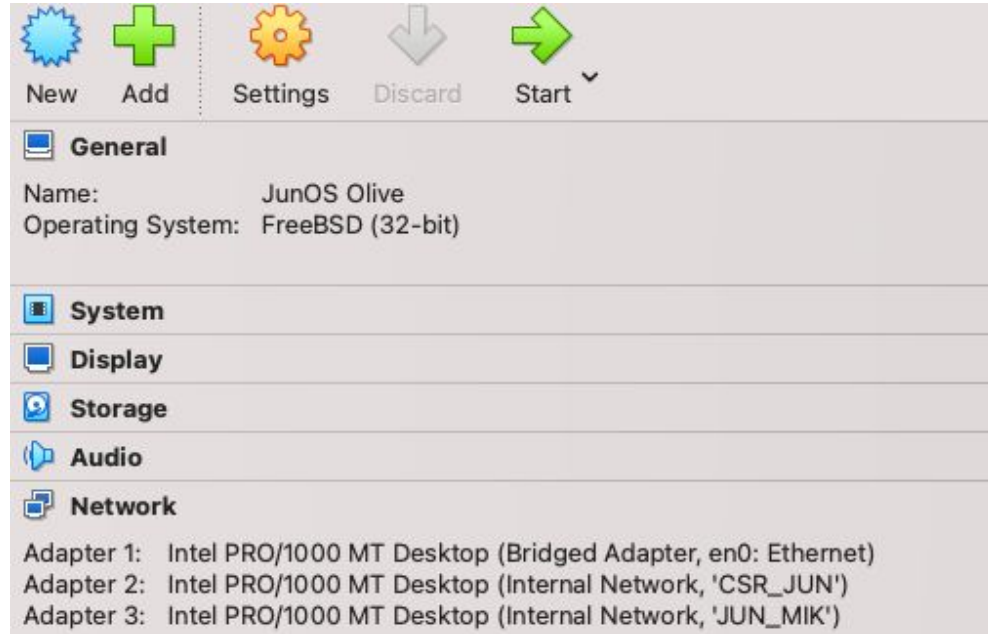 New Add Settings Discard Start
General
Name: JunOS Olive
Operating System: FreeBSD (32-bit)
System
Display
Storage
Audio
Network
Adapter 1: Intel PRO/1000 MT Desktop (Bridged Adapter, en0: Ethernet)
Adapter 2: Intel PRO/1000 MT Desktop (Internal Network, 'CSR_JUN')
Adapter 3: Intel PRO/1000 MT Desktop (Internal Network, 'JUN_MIK')